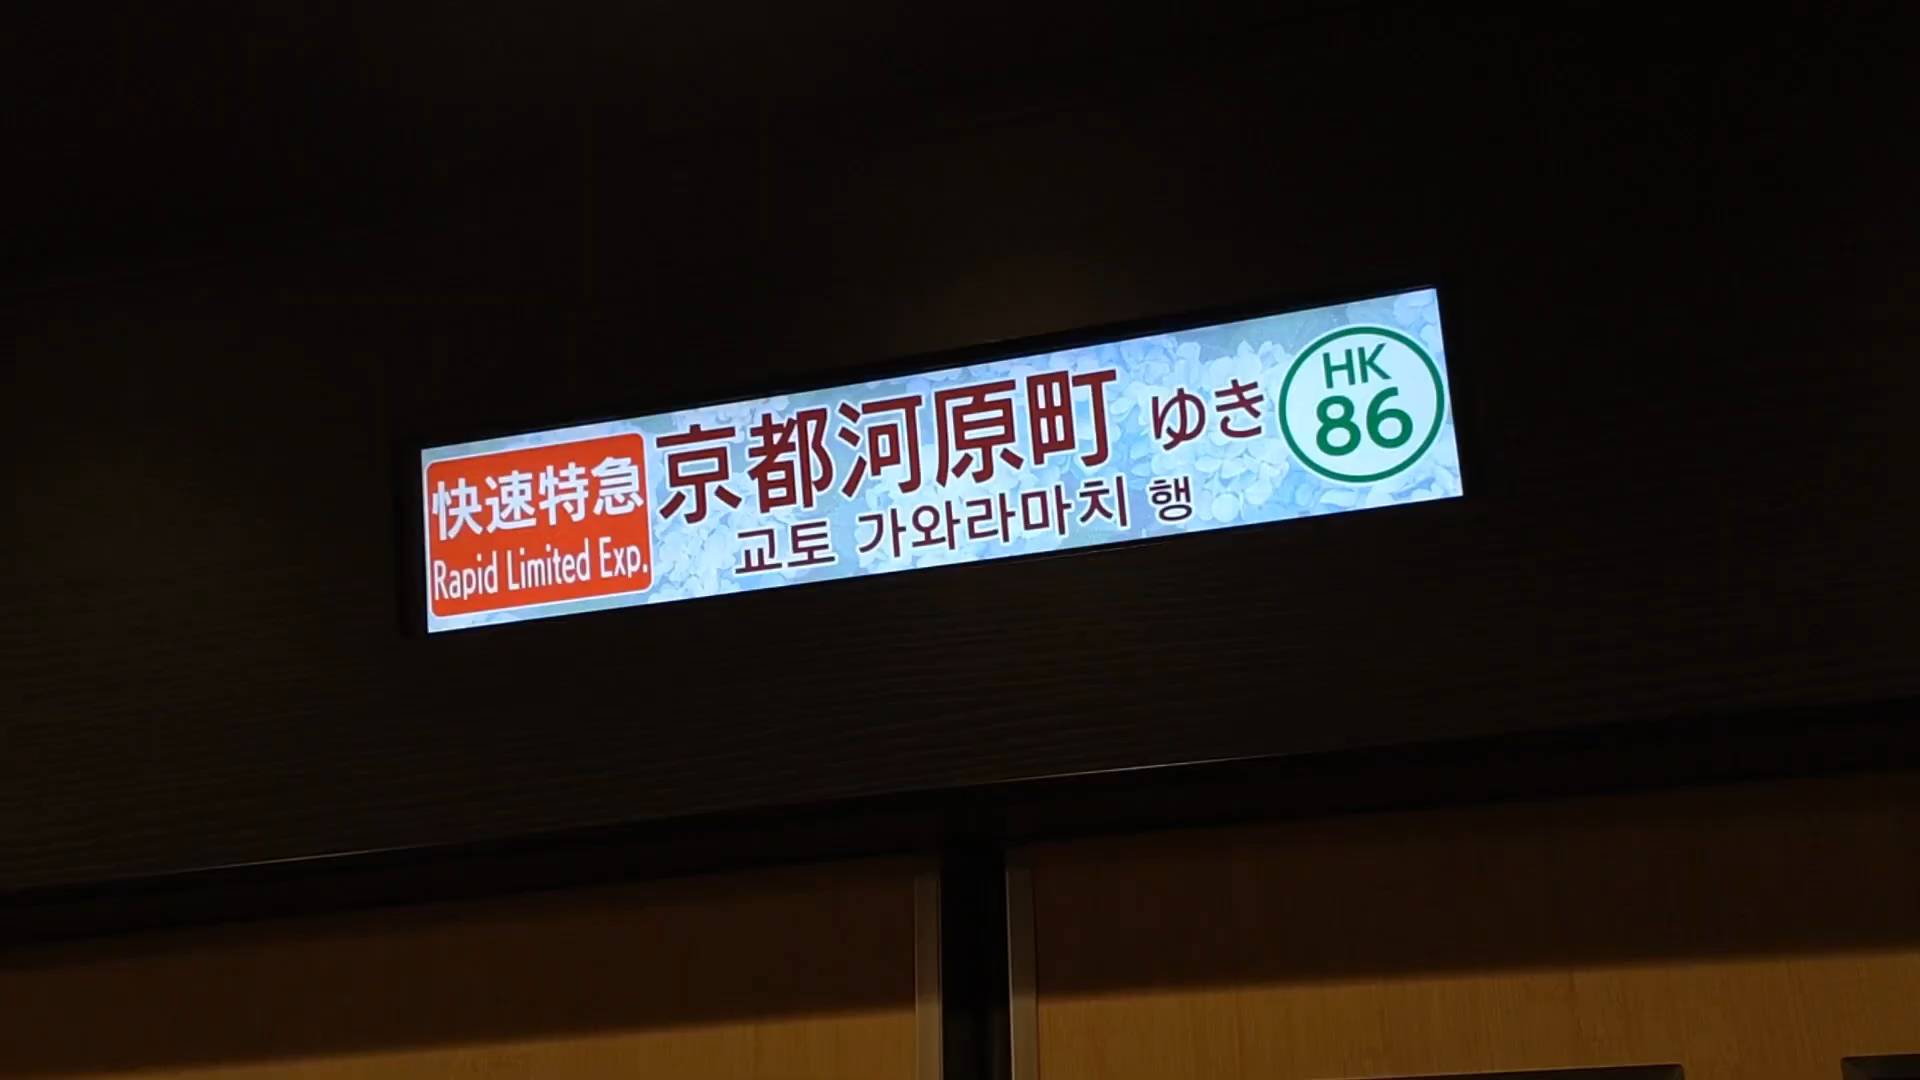 快速特急
Rapid Limited Exp.
京都河原町 ゆき
교토 가와라마치 행
HK
86